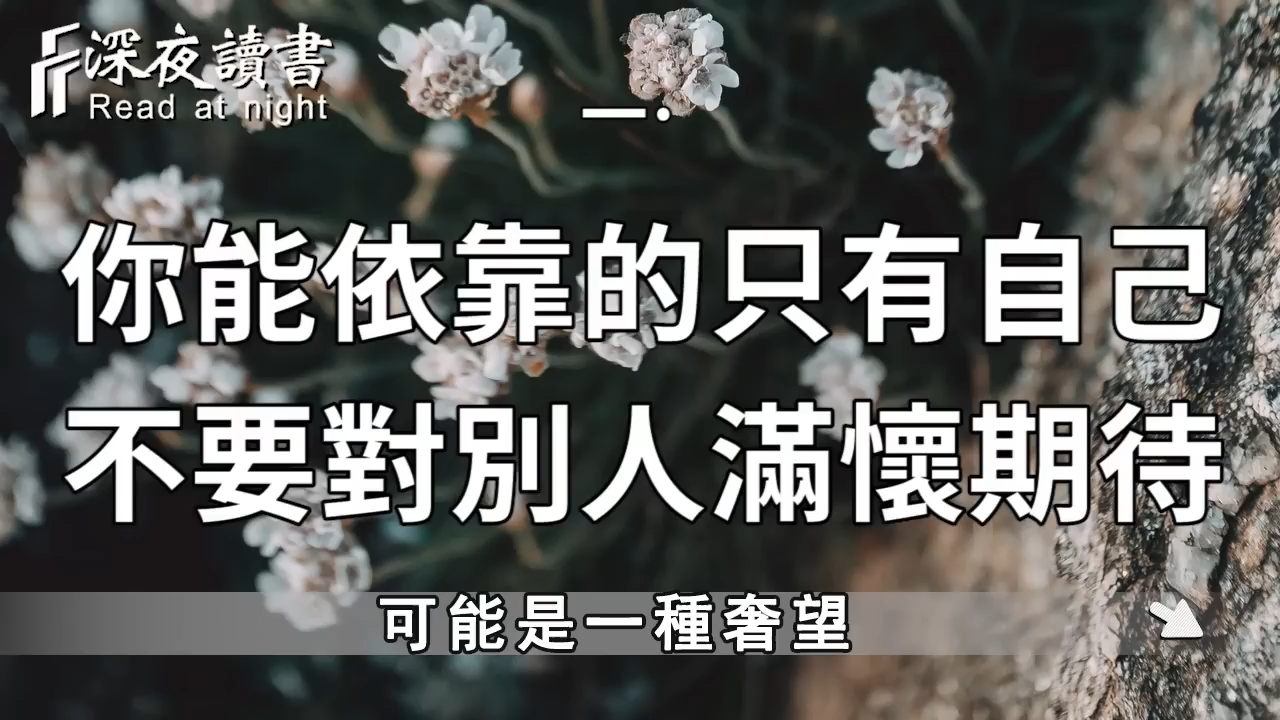 深夜讀書
Read at night
一·
你能依靠的只有自己
不要對別人滿懷期待
可能是一種奢望